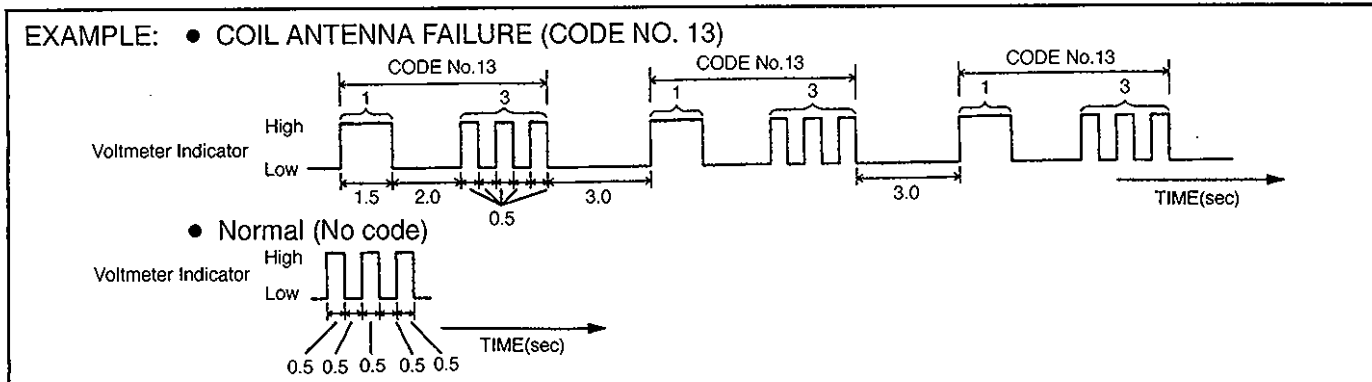 EXAMPLE: ● COIL ANTENNA FAILURE (CODE NO. 13)
CODE No.13 CODE No.13 CODE No.13
1 3 1 3 1 3
High
Voltmeter Indicator
Low
1.5 2.0 0.5 3.0 3.0 TIME(sec)
● Normal (No code)
High
Voltmeter Indicator
Low
TIME(sec)
0.5 0.5 0.5 0.5 0.5